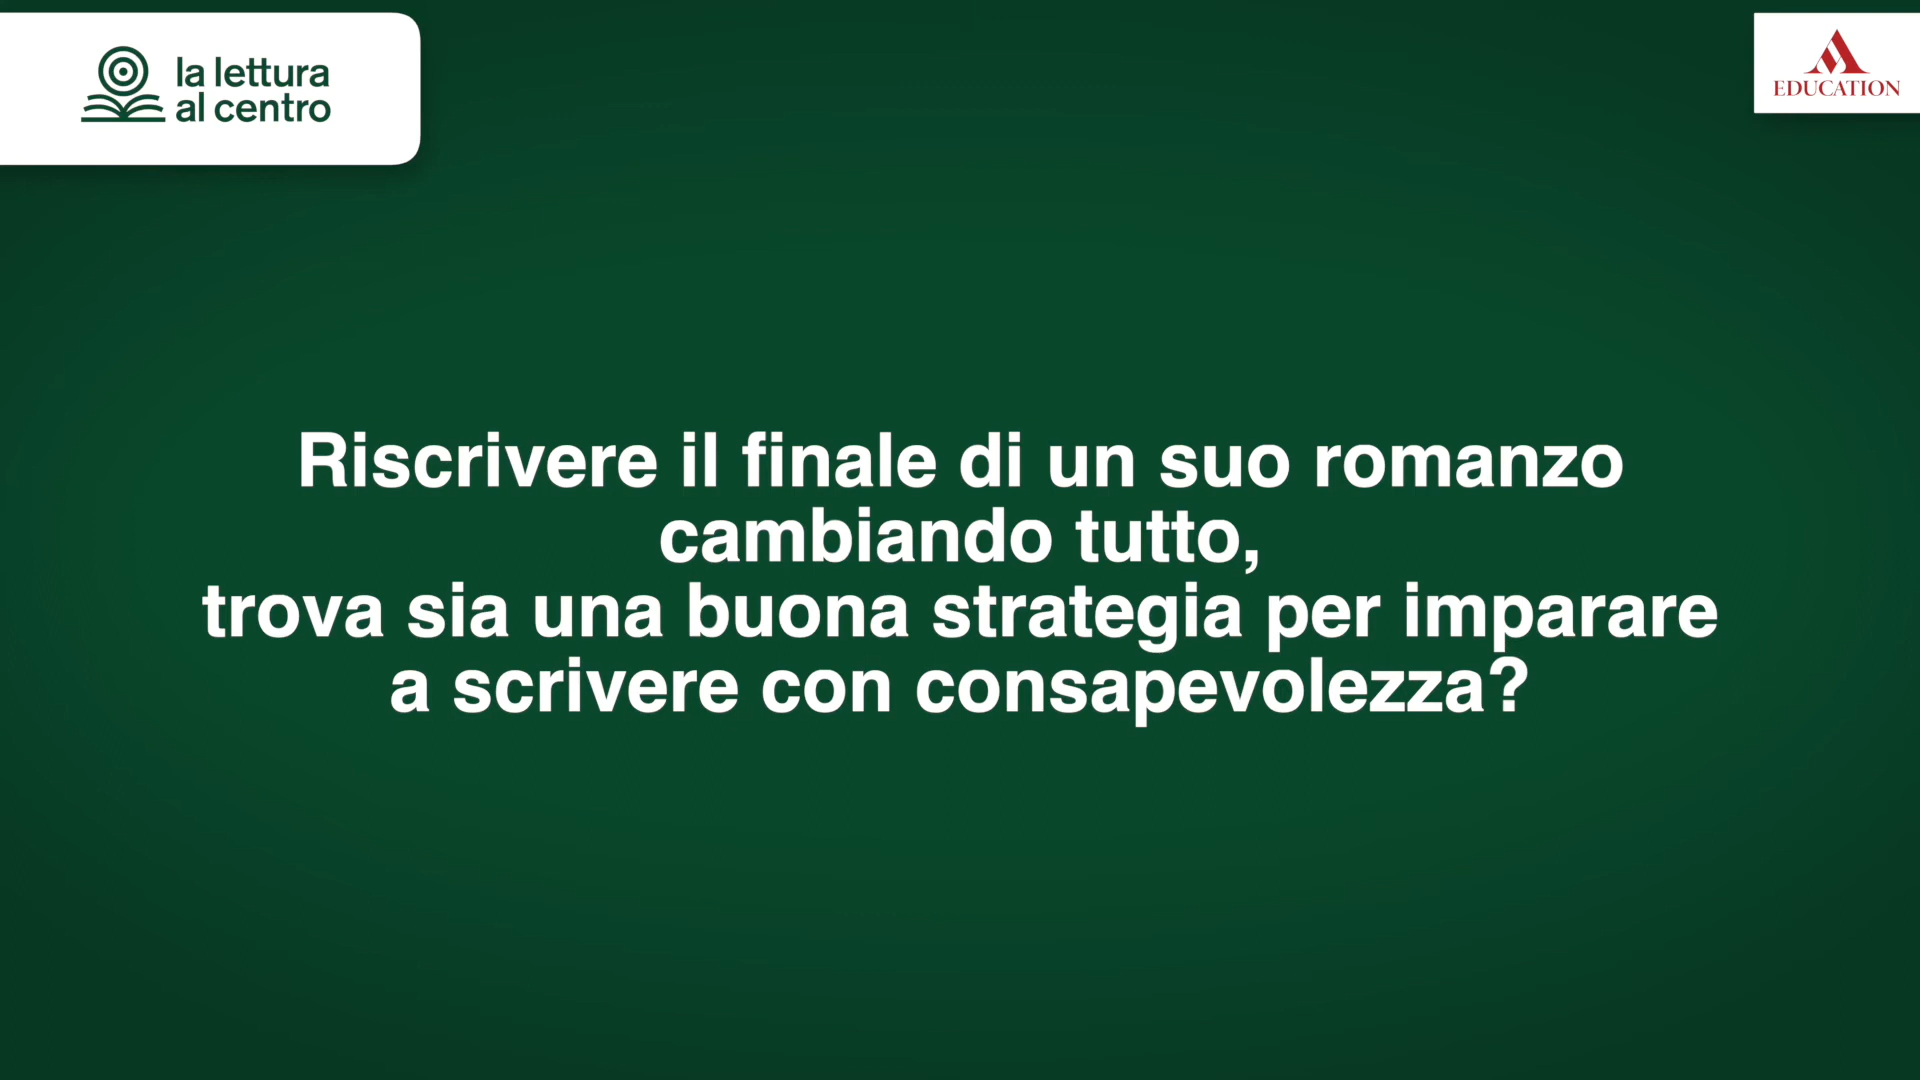 la lettura
al centro
EDUCATION
Riscrivere il finale di un suo romanzo
cambiando tutto,
trova sia una buona strategia per imparare
a scrivere con consapevolezza?